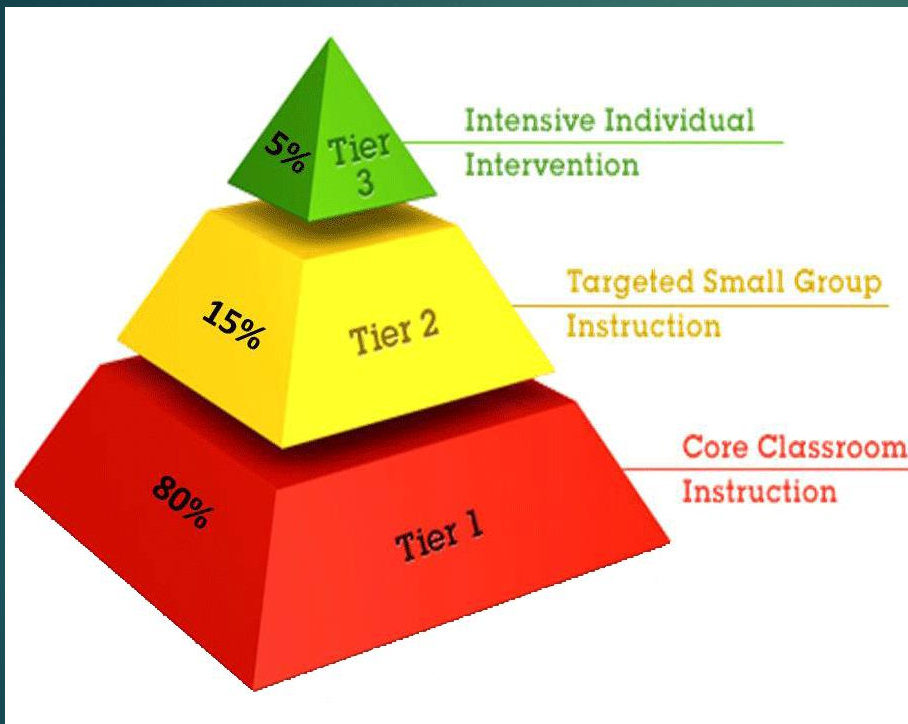 5%
Tier
3
Intensive Individual
Intervention
15%
Tier 2
Targeted Small Group
Instruction
80%
Tier 1
Core Classroom
Instruction